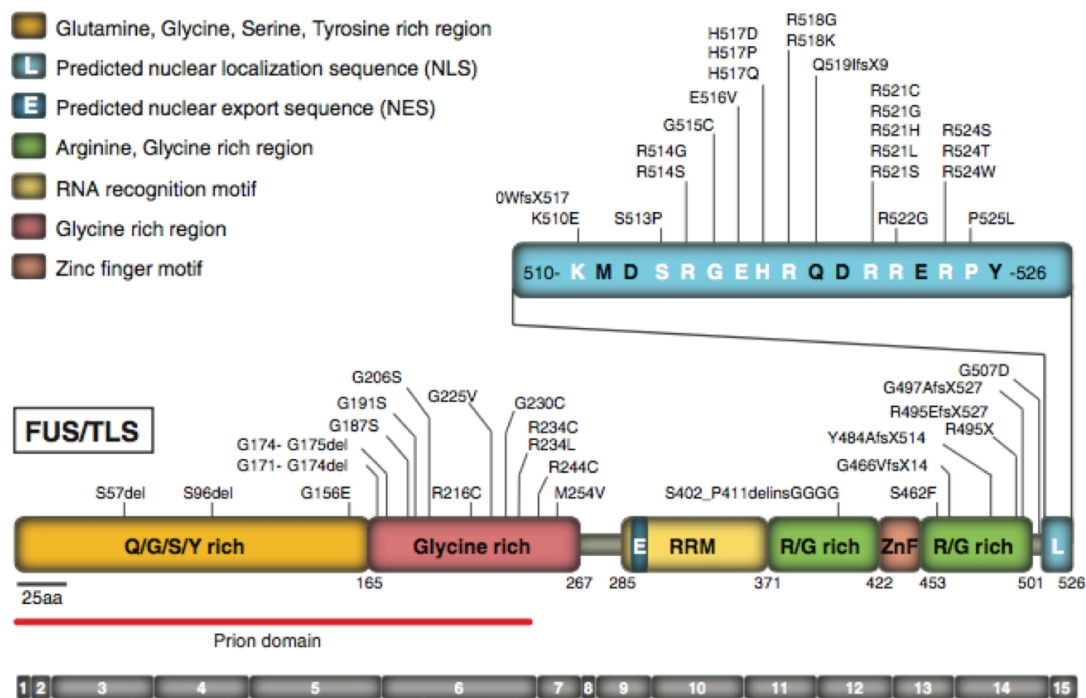 Glutamine, Glycine, Serine, Tyrosine rich region
L Predicted nuclear localization sequence (NLS)
E Predicted nuclear export sequence (NES)
Arginine, Glycine rich region
RNA recognition motif
Glycine rich region
Zinc finger motif
R518G
R518K
H517D
H517P
H517Q
Q519IfsX9
E516V
R521C
R521G
R521H
R521L
R521S
G515C
R514G
R514S
R524S
R524T
R524W
0WfsX517
K510E
S513P
R522G
P525L
510- K M D S R G E H R Q D R R E R P Y -526
FUS/TLS
G206S
G191S
G187S
G174- G175del
G171- G174del
G225V
G230C
R234C
R234L
R244C
G507D
G497AfsX527
R495EfsX527
R495X
Y484AfsX514
G466VfsX14
S57del
S96del
G156E
R216C
M254V
S402_P411delinsGGGG
S462F
Q/G/S/Y rich
Glycine rich
E
RRM
R/G rich
ZnF
R/G rich
L
165
267
285
371
422
453
501
526
25aa
Prion domain
1 2 3 4 5 6 7 8 9 10 11 12 13 14 15